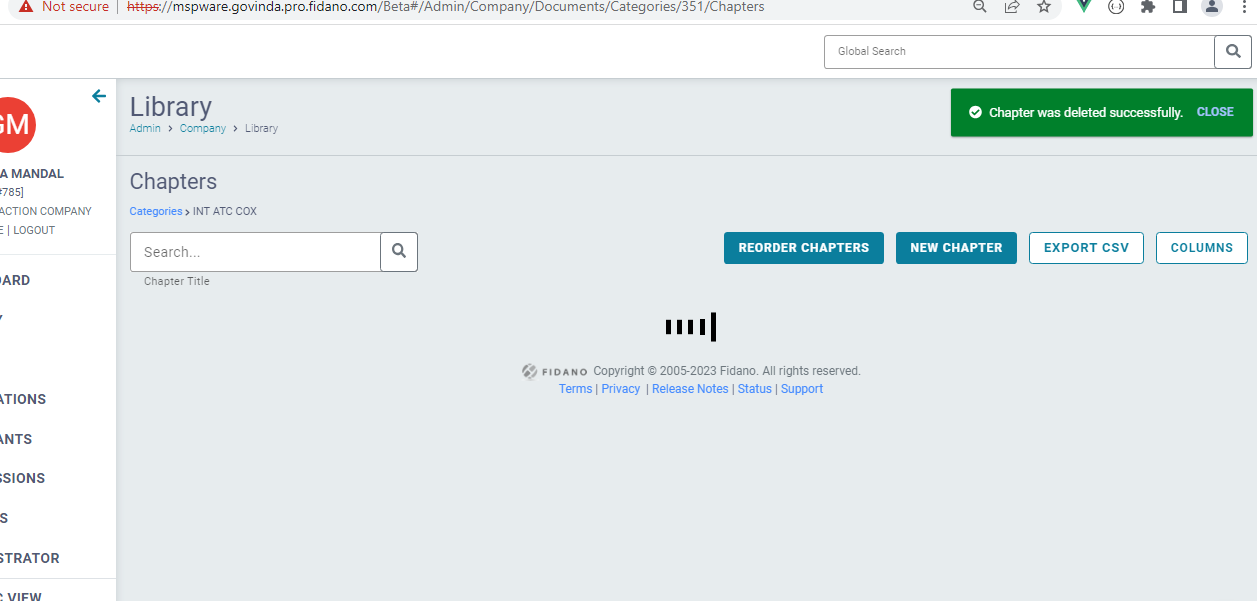 Not secure | https://mspware.govinda.pro.fidano.com/Beta#/Admin/Company/Documents/Categories/351/Chapters
Global Search
GM
A MANDAL
#785]
ACTION COMPANY
E | LOGOUT
ARD
Y
ATIONS
ANTS
SSIONS
S
STRATOR
C VIEW
Library
Admin > Company > Library
Chapter was deleted successfully. CLOSE
Chapters
Categories > INT ATC COX
Search...
Chapter Title
REORDER CHAPTERS
NEW CHAPTER
EXPORT CSV
COLUMNS
FIDANO Copyright © 2005-2023 Fidano. All rights reserved.
Terms | Privacy | Release Notes | Status | Support